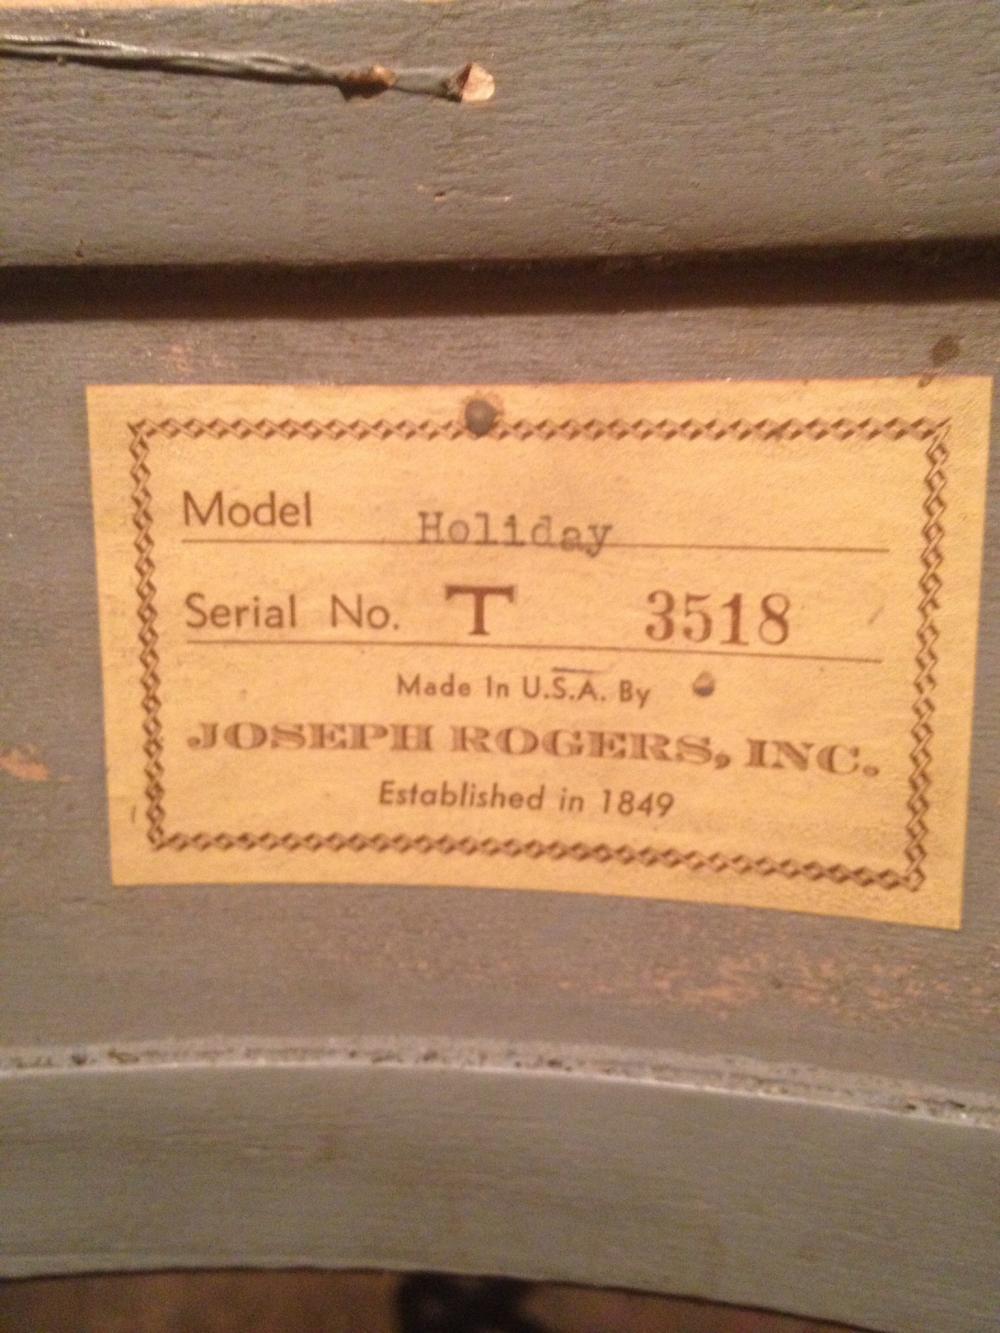 Model Holiday
Serial No. T 3518
Made In U.S.A. By
JOSEPH ROGERS, INC.
Established in 1849